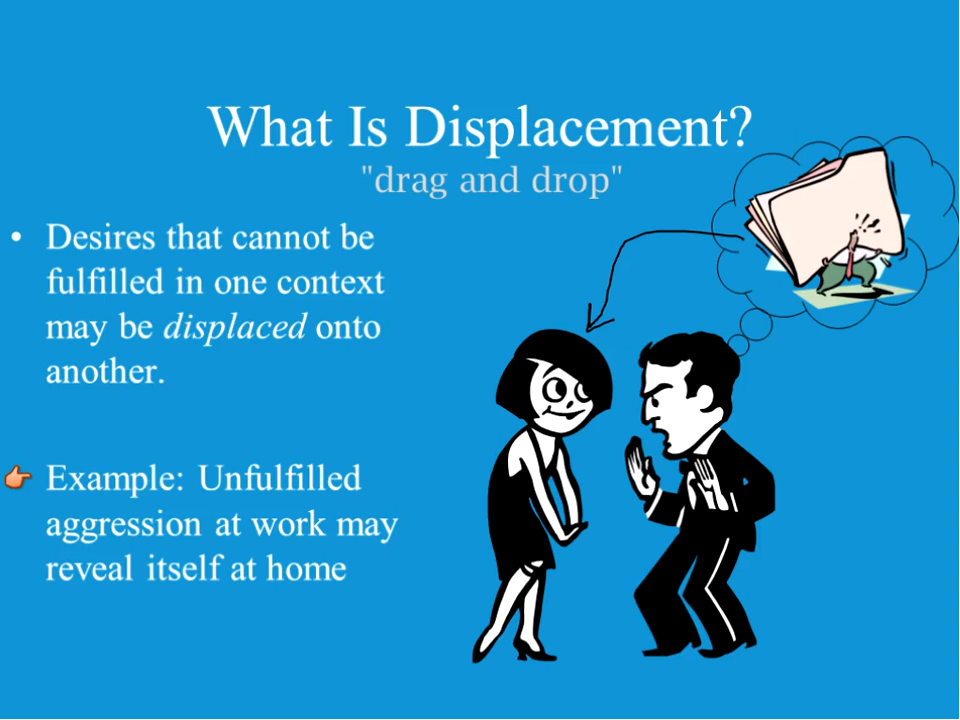 What Is Displacement?
"drag and drop"
• Desires that cannot be
fulfilled in one context
may be displaced onto
another.
Example: Unfulfilled
aggression at work may
reveal itself at home